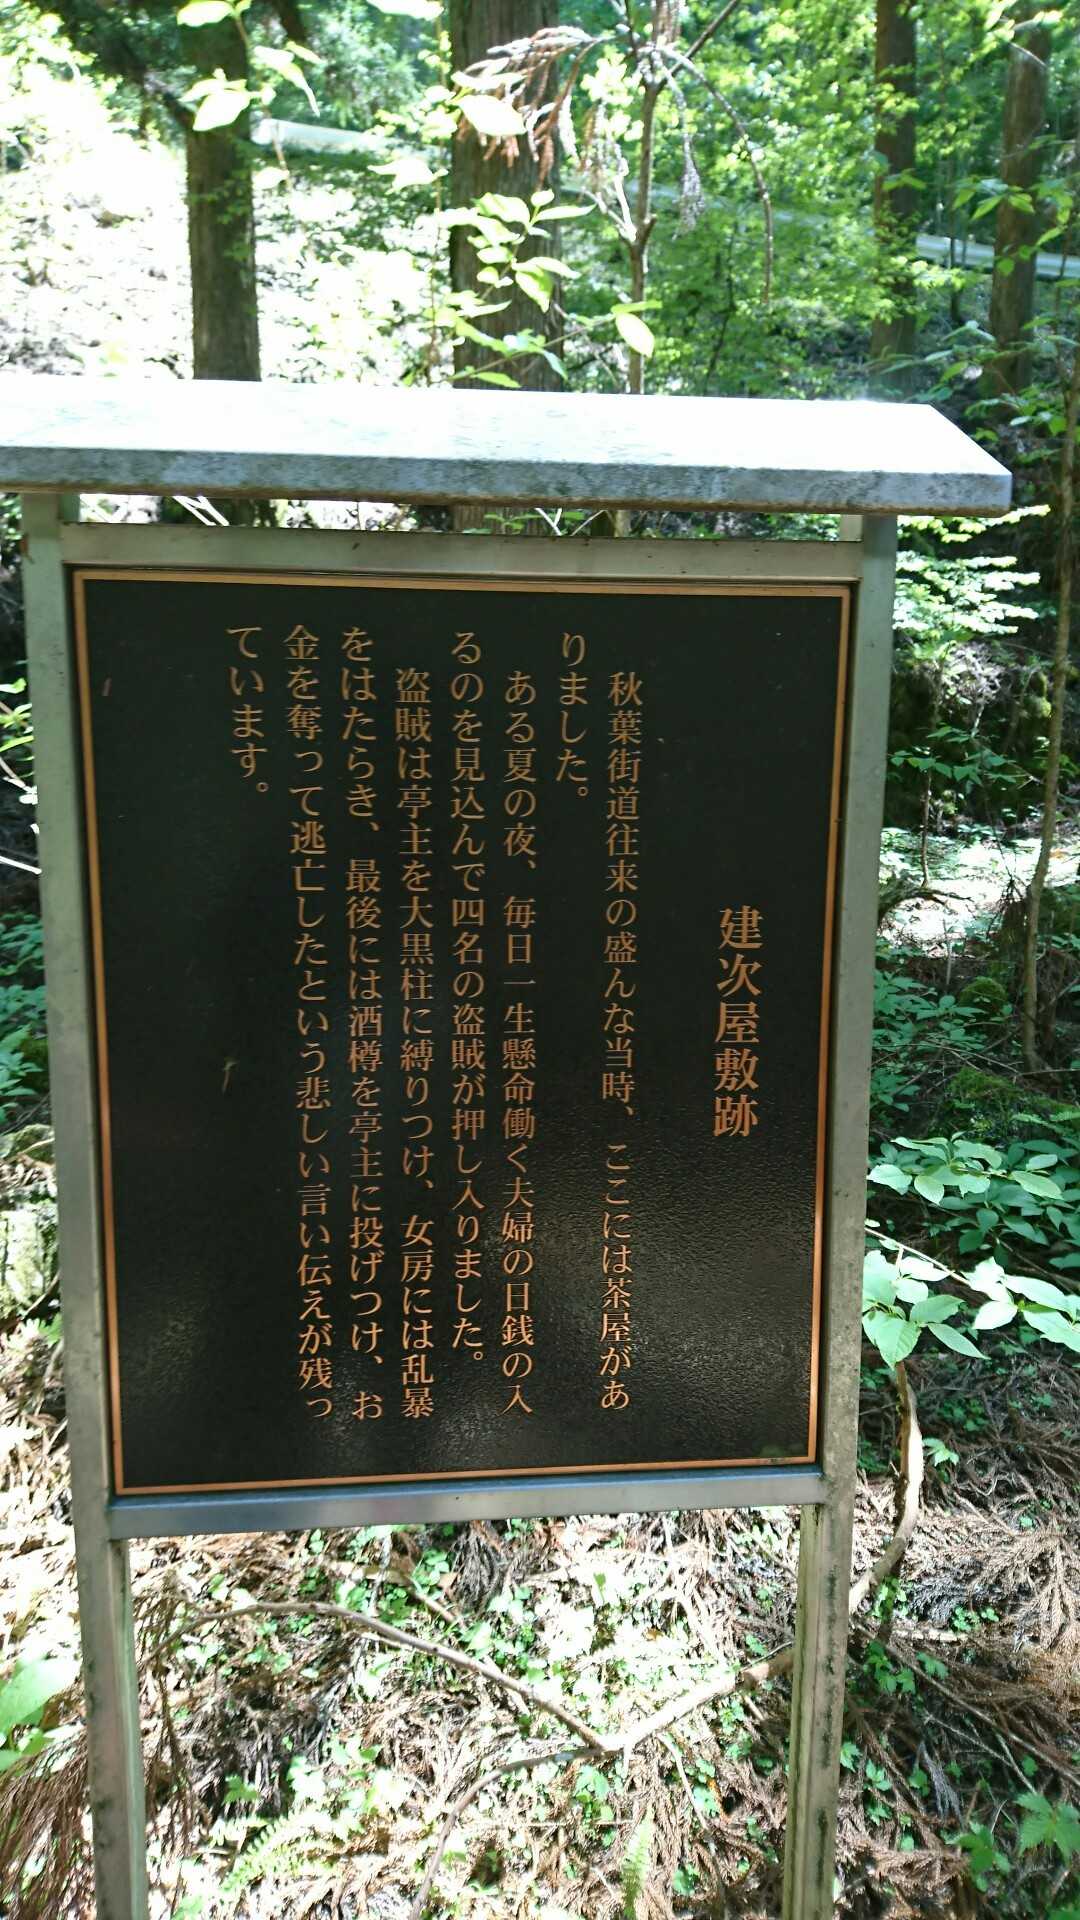 建次屋敷跡
秋葉街道往来の盛んな当時、ここには茶屋があ
りました。
ある夏の夜、毎日一生懸命働く夫婦の日銭の入
るのを見込んで四名の盗賊が押し入りました。
盗賊は亭主を大黒柱に縛りつけ、女房には乱暴
をはたらき、最後には酒樽を亭主に投げつけ、お
金を奪って逃亡したという悲しい言い伝えが残っ
ています。